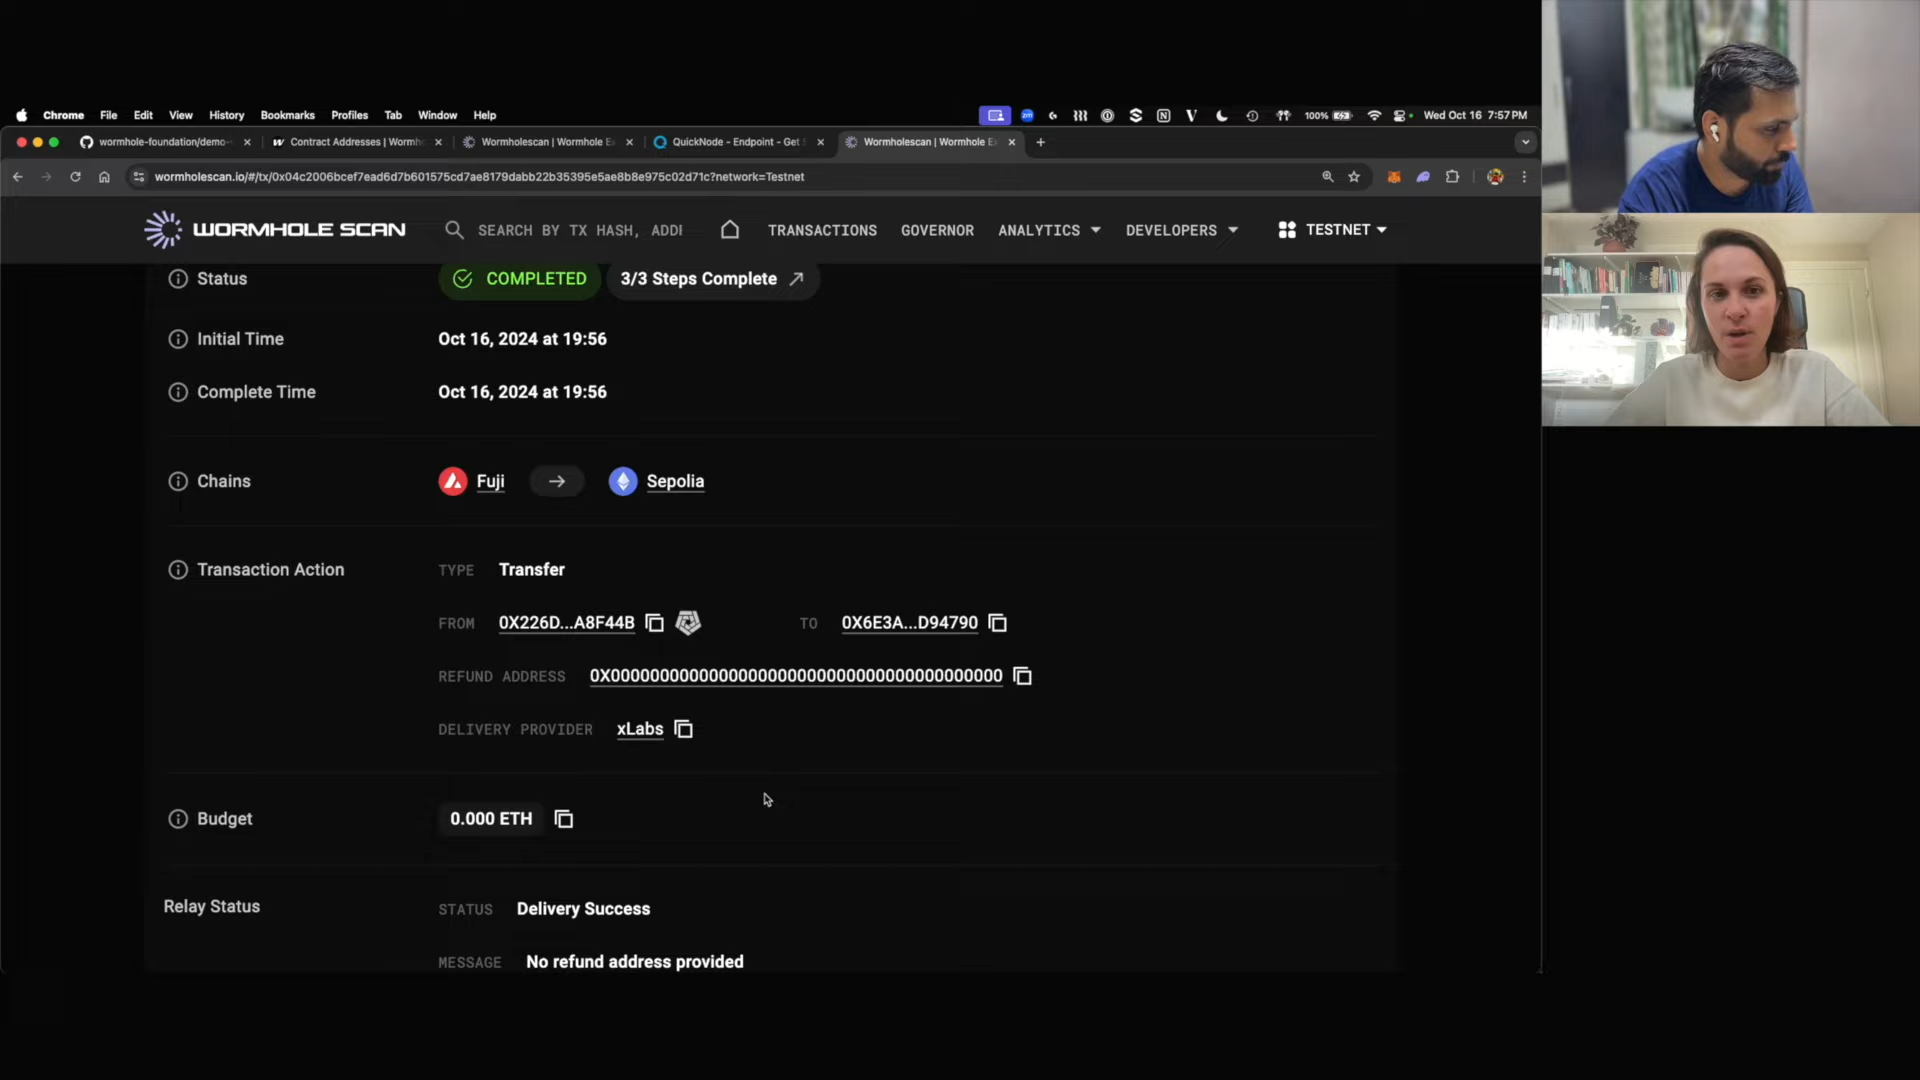 Chrome File Edit View History Bookmarks Profiles Tab Window Help 100% Wed Oct 16 7:57 PM
wormhole-foundation/demo- Contract Addresses | Wormh Wormholescan | Wormhole E QuickNode - Endpoint - Get Wormholescan | Wormhole E
wormholescan.io/#/tx/0x04c2006bcef7ead6d7b601575cd7ae8179dabb22b35395e5ae8b8e975c02d71c?network=Testnet
WORMHOLE SCAN SEARCH BY TX HASH, ADDI TRANSACTIONS GOVERNOR ANALYTICS DEVELOPERS TESTNET
Status COMPLETED 3/3 Steps Complete
Initial Time Oct 16, 2024 at 19:56
Complete Time Oct 16, 2024 at 19:56
Chains Fuji → Sepolia
Transaction Action TYPE Transfer
FROM 0X226D...A8F44B TO 0X6E3A...D94790
REFUND ADDRESS 0X0000000000000000000000000000000000000000
DELIVERY PROVIDER xLabs
Budget 0.000 ETH
Relay Status STATUS Delivery Success
MESSAGE No refund address provided